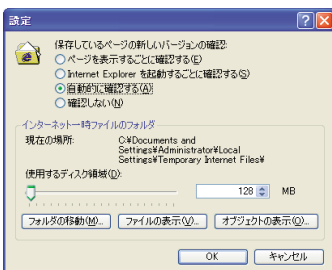 設定
保存しているページの新しいバージョンの確認:
ページを表示するごとに確認する(E)
Internet Explorer を起動するごとに確認する(S)
自動的に確認する(A)
確認しない(N)
インターネット一時ファイルのフォルダ
現在の場所: C:¥Documents and
Settings¥Administrator¥Local
Settings¥Temporary Internet Files¥
使用するディスク領域(D):
128 MB
フォルダの移動(M)... ファイルの表示(V)... オブジェクトの表示(O)...
OK キャンセル